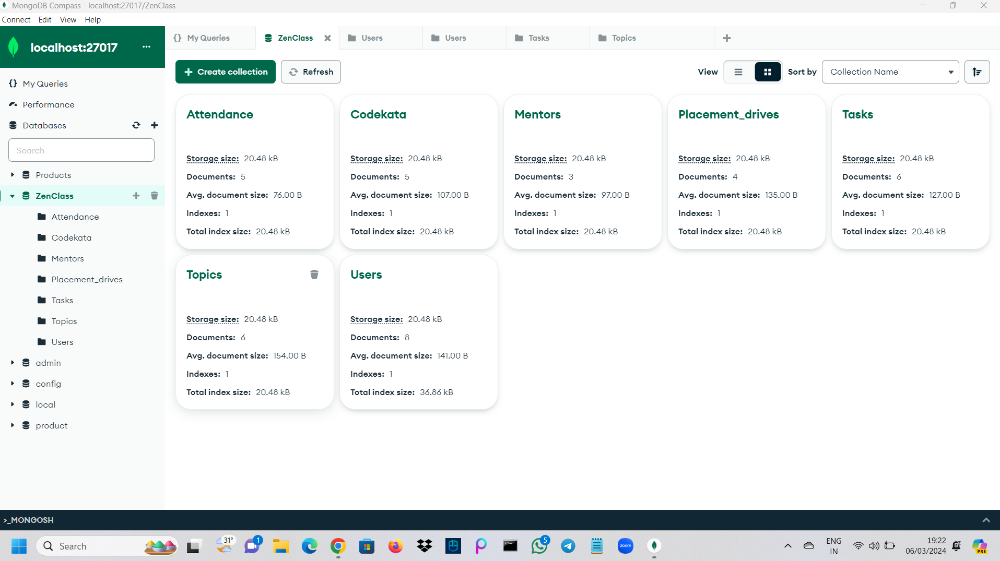 MongoDB Compass - localhost:27017/ZenClass
Connect Edit View Help
localhost:27017 ...
My Queries
Performance
Databases
Search
Products
ZenClass
Attendance
Codekata
Mentors
Placement_drives
Tasks
Topics
Users
admin
config
local
product
{} My Queries ZenClass Users Users Tasks Topics
+ Create collection Refresh
View Sort by Collection Name
Attendance
Storage size: 20.48 kB
Documents: 5
Avg. document size: 76.00 B
Indexes: 1
Total index size: 20.48 kB
Codekata
Storage size: 20.48 kB
Documents: 5
Avg. document size: 107.00 B
Indexes: 1
Total index size: 20.48 kB
Mentors
Storage size: 20.48 kB
Documents: 3
Avg. document size: 97.00 B
Indexes: 1
Total index size: 20.48 kB
Placement_drives
Storage size: 20.48 kB
Documents: 4
Avg. document size: 135.00 B
Indexes: 1
Total index size: 20.48 kB
Tasks
Storage size: 20.48 kB
Documents: 6
Avg. document size: 127.00 B
Indexes: 1
Total index size: 20.48 kB
Topics
Storage size: 20.48 kB
Documents: 6
Avg. document size: 154.00 B
Indexes: 1
Total index size: 20.48 kB
Users
Storage size: 20.48 kB
Documents: 8
Avg. document size: 141.00 B
Indexes: 1
Total index size: 36.86 kB
>_MONGOSH
Search
31°
1
5
zoom
ENG
IN
19:22
06/03/2024
PRE